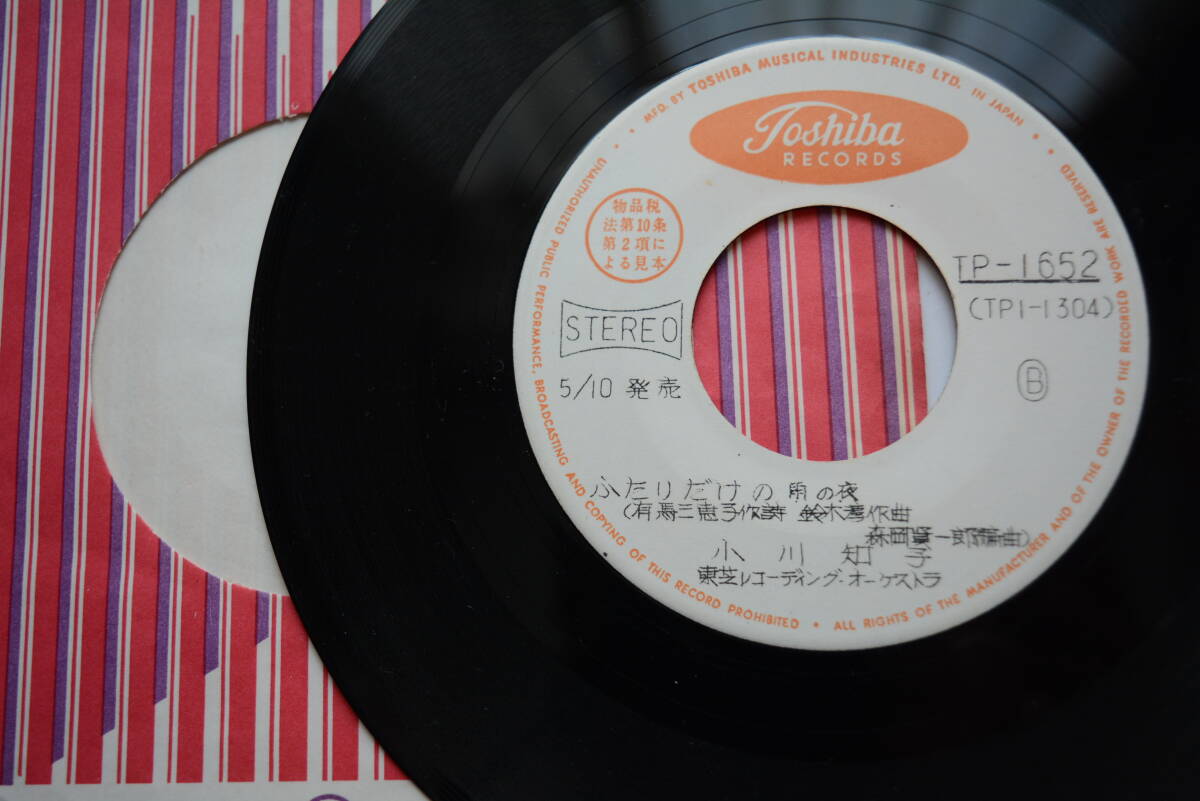 MFD. BY TOSHIBA MUSICAL INDUSTRIES LTD. IN JAPAN
Toshiba
RECORDS
物品税
法第10条
第2項に
よる見本
TP-1652
(TP1-1304)
STEREO
B
5/10 発売
ふたりだけの雨の夜
(有馬三恵子作詩 鈴木淳作曲
森岡賢一郎編曲)
小川知子
東芝レコーディング・オーケストラ
UNAUTHORIZED PUBLIC PERFORMANCE, BROADCASTING AND COPYING OF THIS RECORD PROHIBITED • ALL RIGHTS OF THE MANUFACTURER AND OF THE OWNER OF THE RECORDED WORK ARE RESERVED